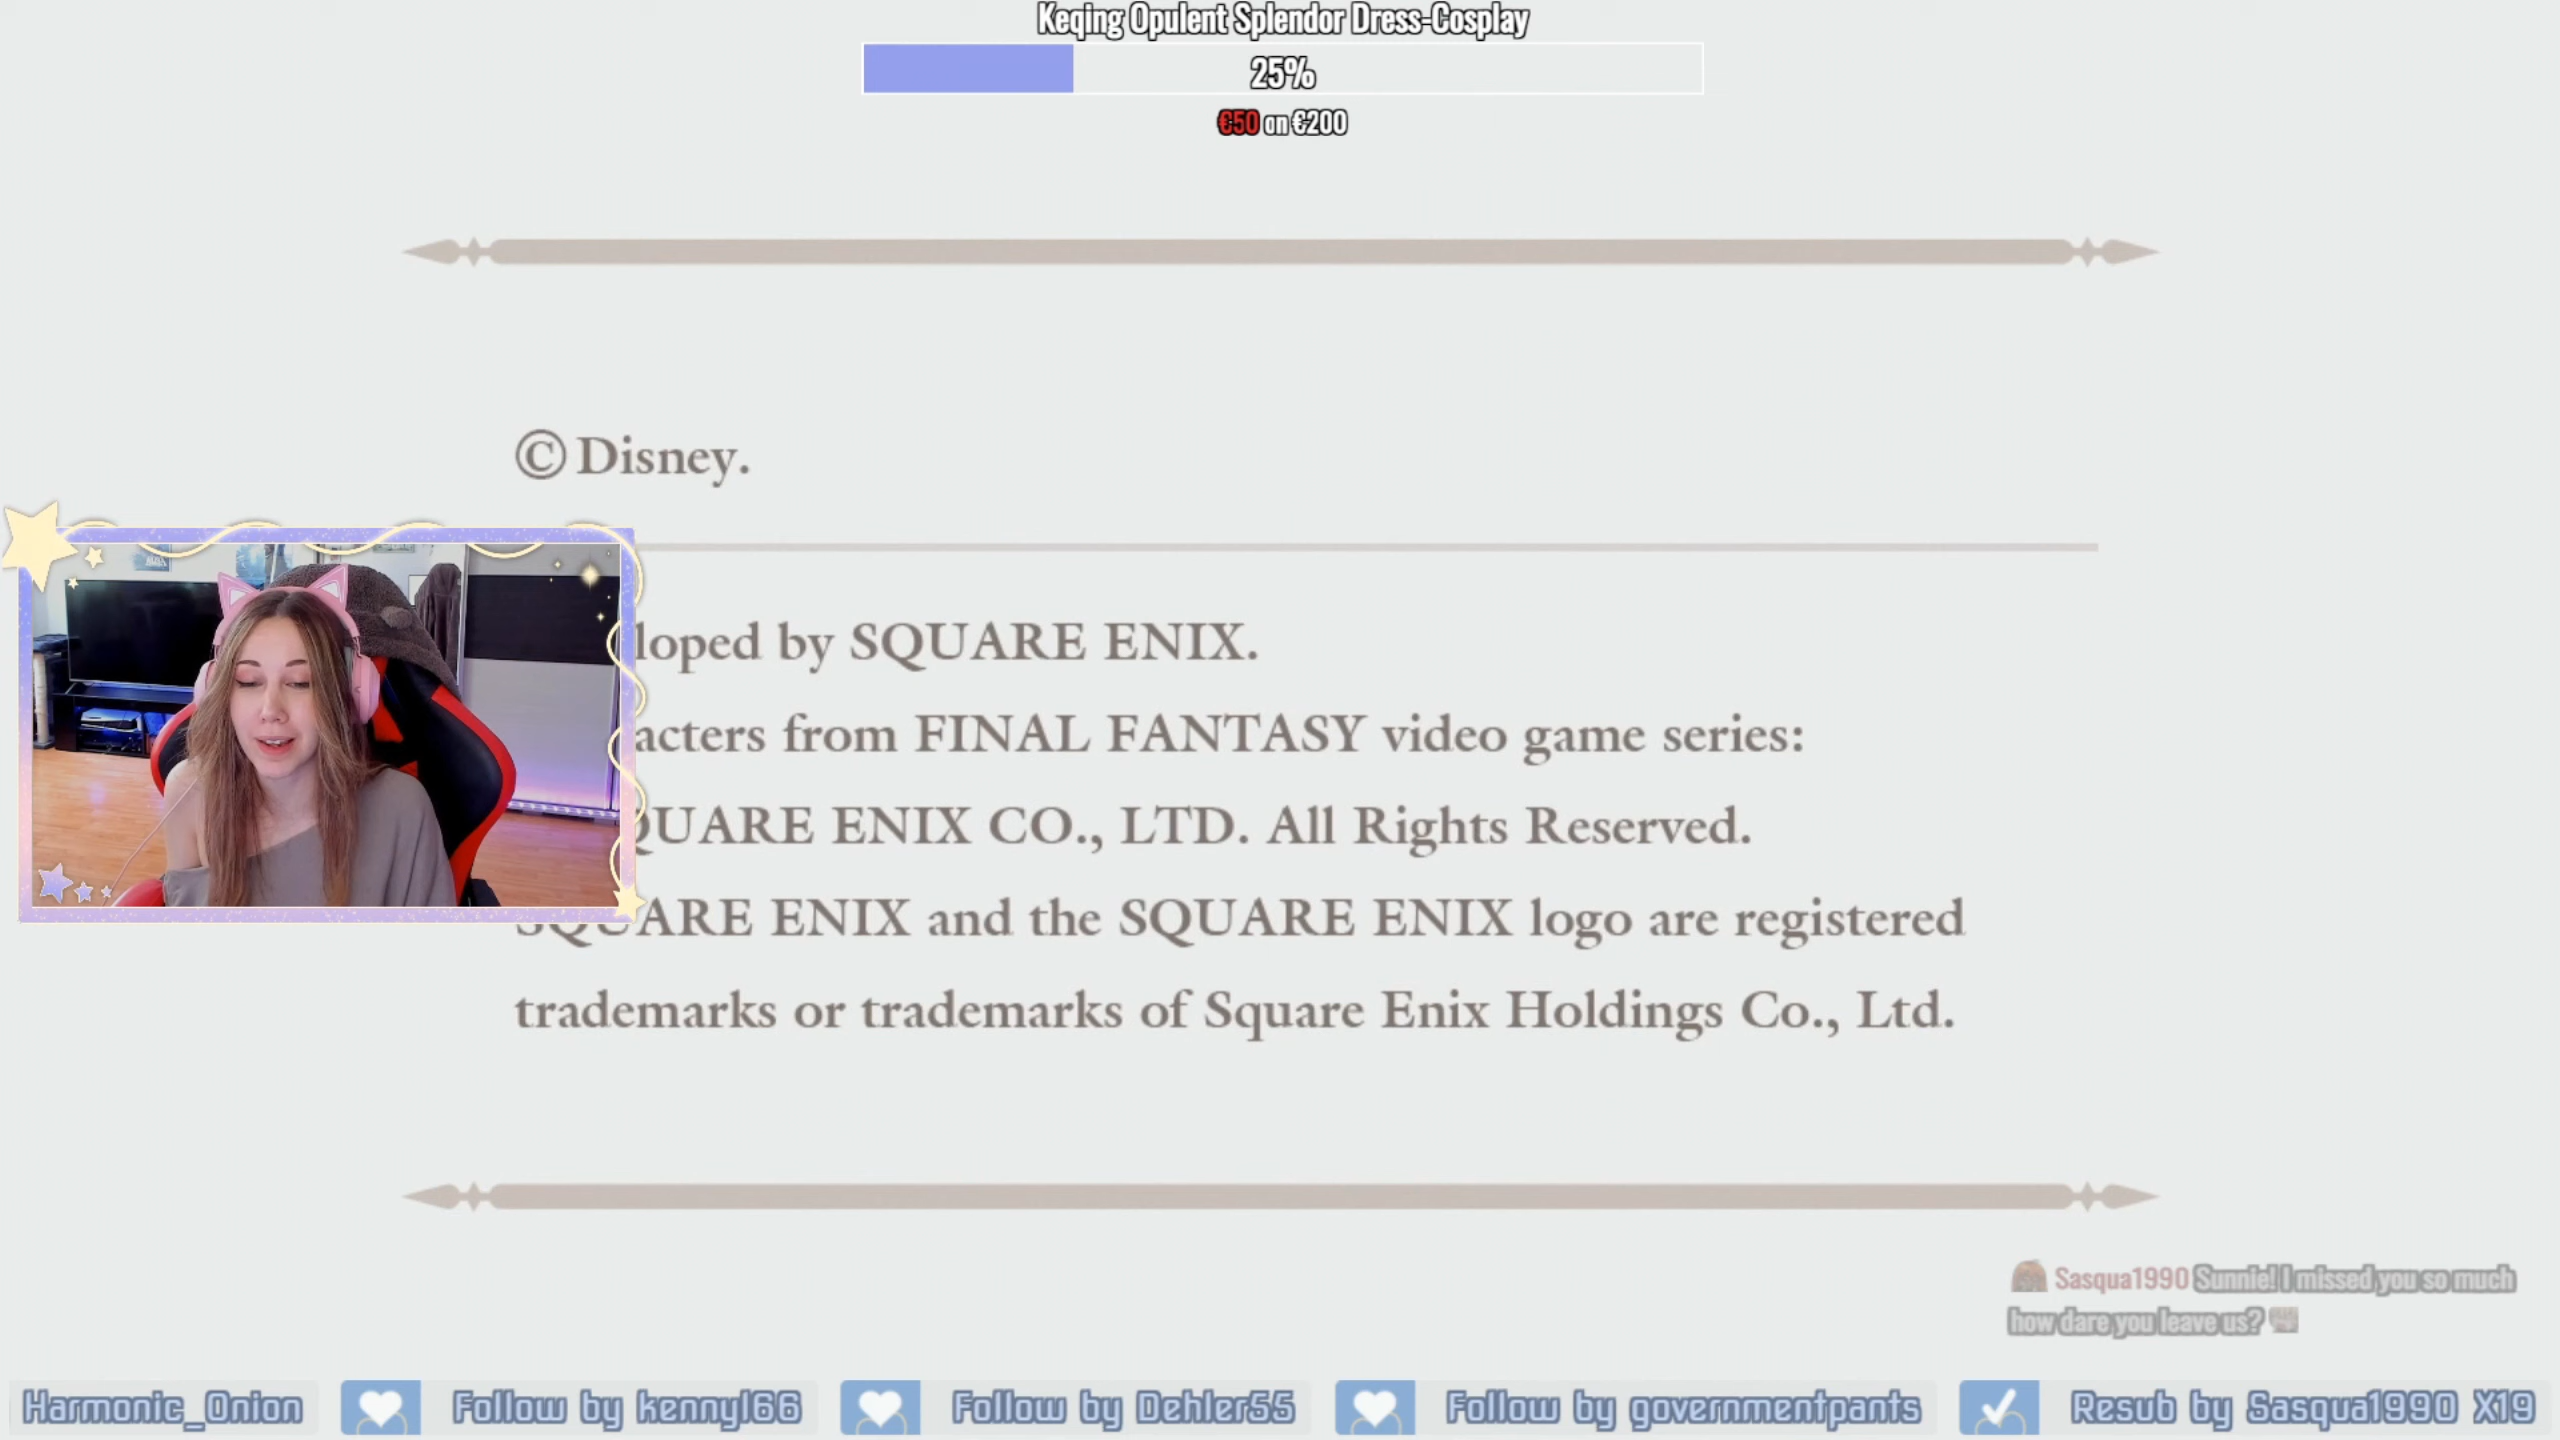 Keqing Opulent Splendor Dress-Cosplay
25%
€50 on €200
© Disney.
loped by SQUARE ENIX.
acters from FINAL FANTASY video game series:
QUARE ENIX CO., LTD. All Rights Reserved.
SQUARE ENIX and the SQUARE ENIX logo are registered
trademarks or trademarks of Square Enix Holdings Co., Ltd.
Sasqua1990 Sunnie! I missed you so much
how dare you leave us?
Harmonic_Onion Follow by kennyl66 Follow by Dehler55 Follow by governmentpants Resub by Sasqua1990 X19